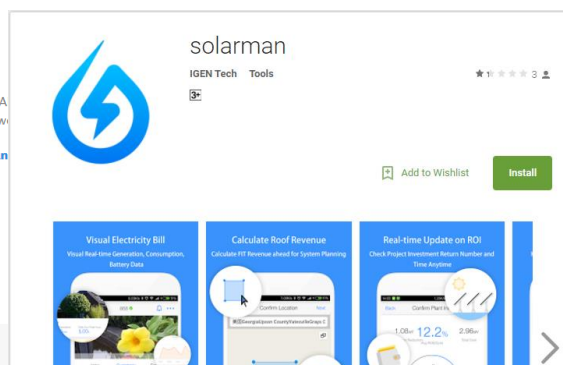 solarman
IGEN Tech Tools
3
3+
Add to Wishlist
Install
Visual Electricity Bill
Visual Real-time Generation, Consumption,
Battery Data
Calculate Roof Revenue
Calculate FIT Revenue ahead for System Planning
Confirm Location
Real-time Update on ROI
Check Project Investment Return Number and
Time Anytime
Confirm Plant
12.2%